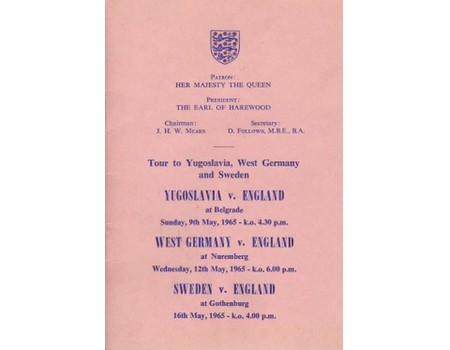 PATRON:
HER MAJESTY THE QUEEN
PRESIDENT:
THE EARL OF HAREWOOD
Chairman: Secretary:
J. H. W. MEARS D. FOLLOWS, M.B.E., B.A.
Tour to Yugoslavia, West Germany
and Sweden
YUGOSLAVIA v. ENGLAND
at Belgrade
Sunday, 9th May, 1965 - k.o. 4.30 p.m.
WEST GERMANY v. ENGLAND
at Nuremberg
Wednesday, 12th May, 1965 - k.o. 6.00 p.m.
SWEDEN v. ENGLAND
at Gothenburg
16th May, 1965 - k.o. 4.00 p.m.